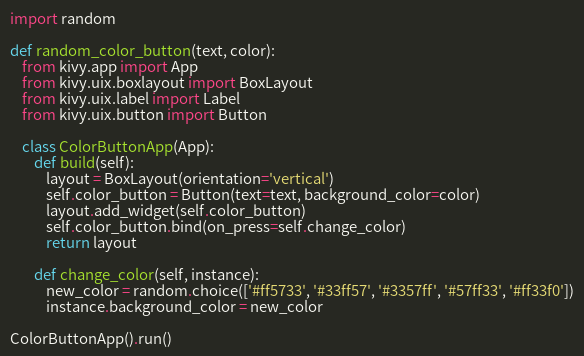 import random
def random_color_button(text, color):
from kivy.app import App
from kivy.uix.boxlayout import BoxLayout
from kivy.uix.label import Label
from kivy.uix.button import Button
class ColorButtonApp(App):
def build(self):
layout = BoxLayout(orientation='vertical')
self.color_button = Button(text=text, background_color=color)
layout.add_widget(self.color_button)
self.color_button.bind(on_press=self.change_color)
return layout
def change_color(self, instance):
new_color = random.choice(['#ff5733', '#33ff57', '#3357ff', '#57ff33', '#ff33f0'])
instance.background_color = new_color
ColorButtonApp().run()